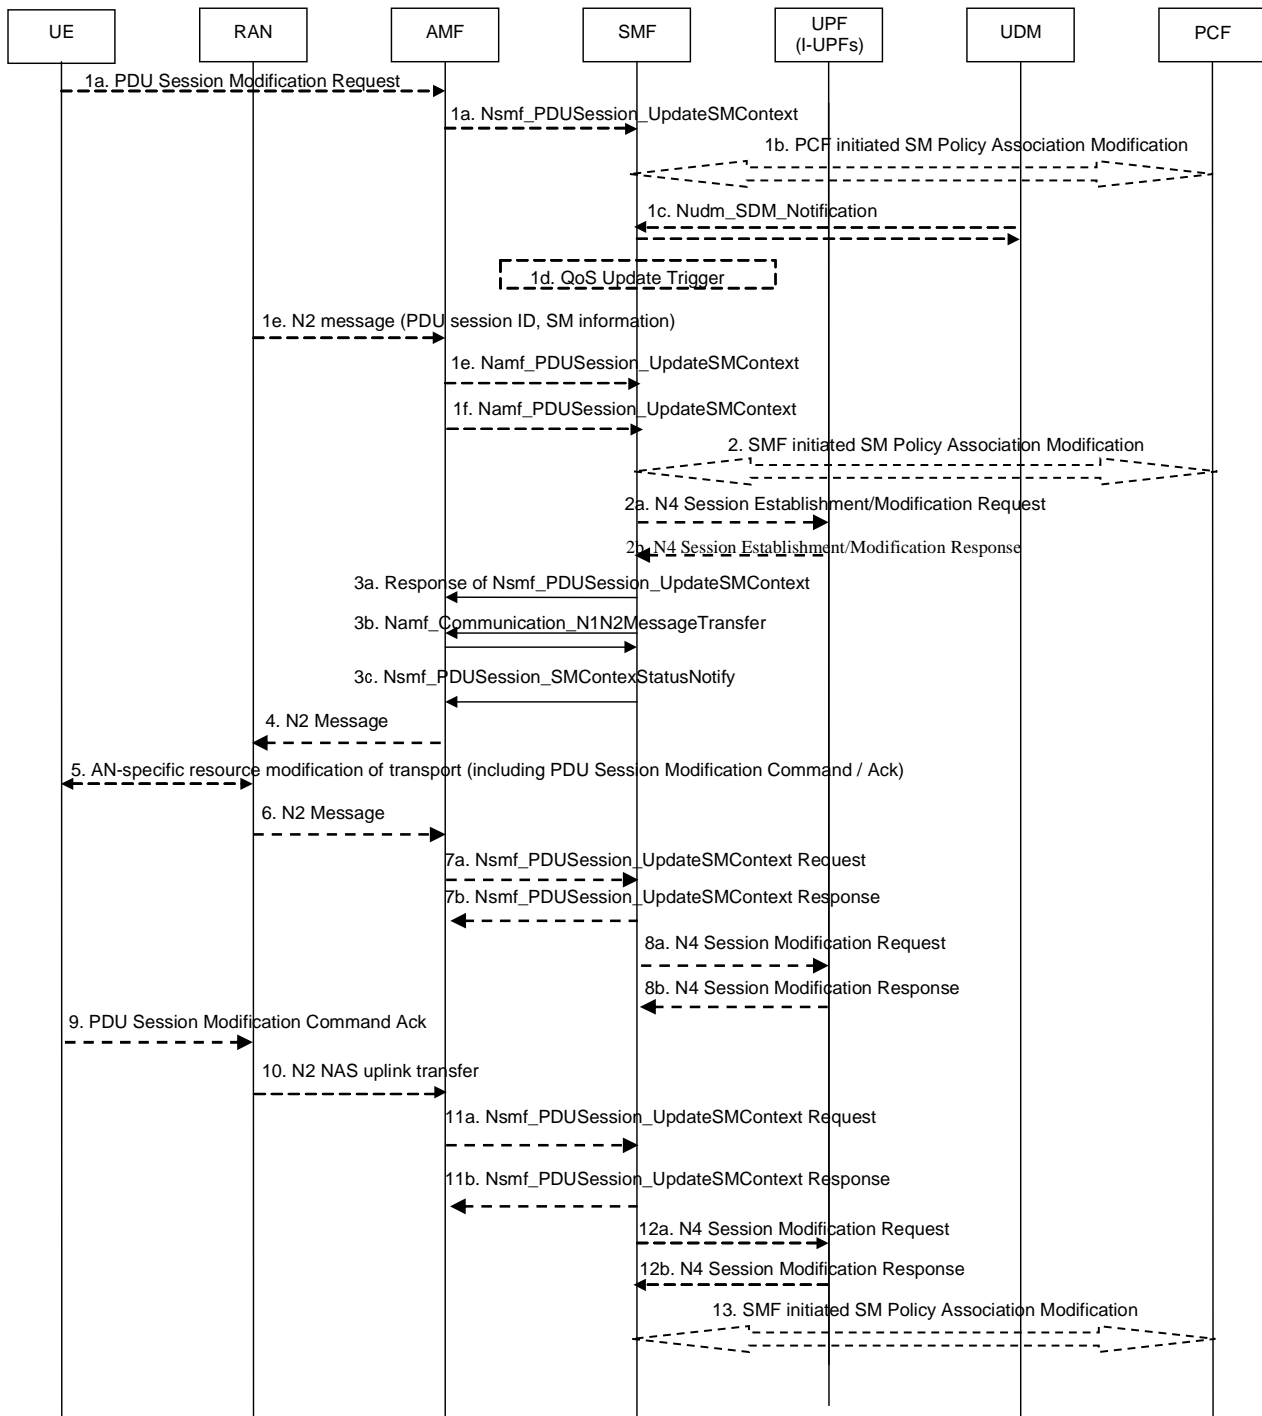 UE
RAN
AMF
SMF
UPF
(I-UPFs)
UDM
PCF
1a. PDU Session Modification Request
1a. Nsmf_PDUSession_UpdateSMContext
1b. PCF initiated SM Policy Association Modification
1c. Nudm_SDM_Notification
1d. QoS Update Trigger
1e. N2 message (PDU session ID, SM information)
1e. Namf_PDUSession_UpdateSMContext
1f. Namf_PDUSession_UpdateSMContext
2. SMF initiated SM Policy Association Modification
2a. N4 Session Establishment/Modification Request
2b. N4 Session Establishment/Modification Response
3a. Response of Nsmf_PDUSession_UpdateSMContext
3b. Namf_Communication_N1N2MessageTransfer
3c. Nsmf_PDUSession_SMContexStatusNotify
4. N2 Message
5. AN-specific resource modification of transport (including PDU Session Modification Command / Ack)
6. N2 Message
7a. Nsmf_PDUSession_UpdateSMContext Request
7b. Nsmf_PDUSession_UpdateSMContext Response
8a. N4 Session Modification Request
8b. N4 Session Modification Response
9. PDU Session Modification Command Ack
10. N2 NAS uplink transfer
11a. Nsmf_PDUSession_UpdateSMContext Request
11b. Nsmf_PDUSession_UpdateSMContext Response
12a. N4 Session Modification Request
12b. N4 Session Modification Response
13. SMF initiated SM Policy Association Modification